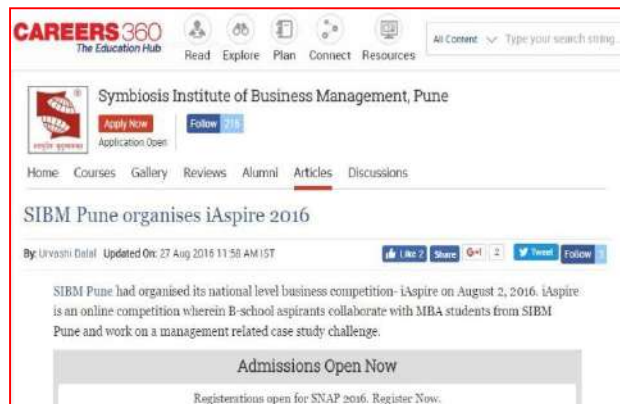 CAREERS 360
The Education Hub
Read Explore Plan Connect Resources
All Content Type your search string..
Symbiosis Institute of Business Management, Pune
Apply Now Follow 216
Application Open
Home Courses Gallery Reviews Alumni Articles Discussions
SIBM Pune organises iAspire 2016
By: Urvashi Dalal Updated On: 27 Aug 2016 11:58 AM IST
Like 2 Share G+1 2 Tweet Follow
SIBM Pune had organised its national level business competition- iAspire on August 2, 2016. iAspire
is an online competition wherein B-school aspirants collaborate with MBA students from SIBM
Pune and work on a management related case study challenge.
Admissions Open Now
Registerations open for SNAP 2016. Register Now.